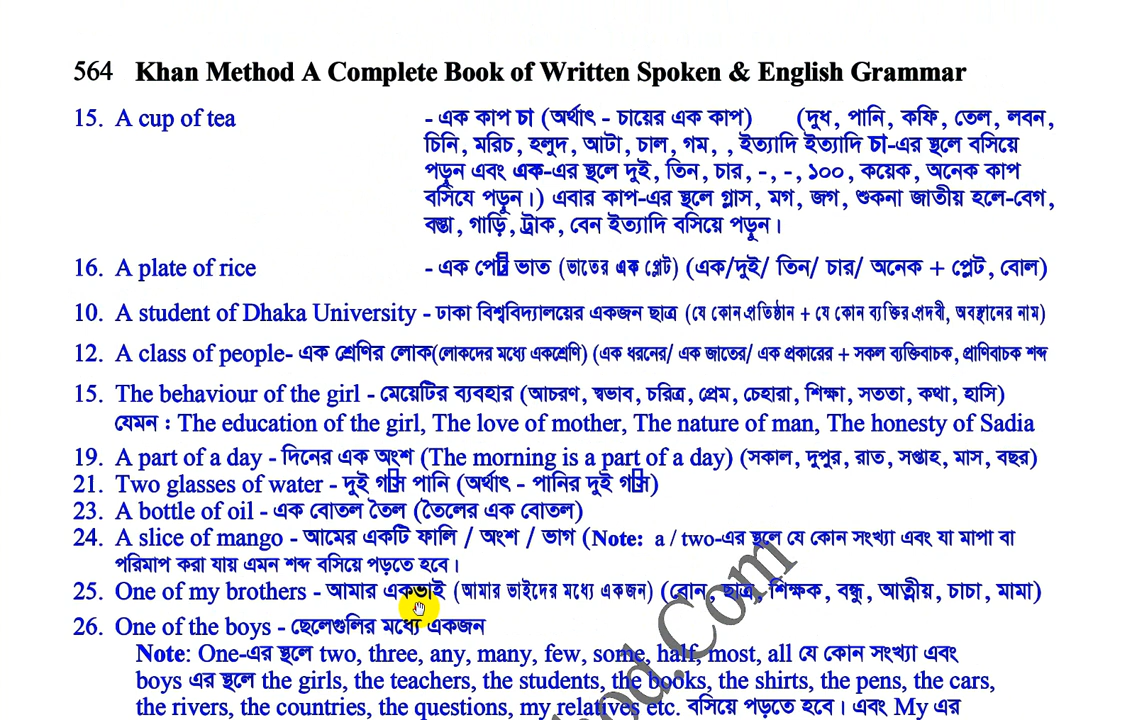 564 Khan Method A Complete Book of Written Spoken & English Grammar
15. A cup of tea - এক কাপ চা (অর্থাৎ - চায়ের এক কাপ) (দুধ, পানি, কফি, তেল, লবন,
চিনি, মরিচ, হলুদ, আটা, চাল, গম, , ইত্যাদি ইত্যাদি চা-এর স্থলে বসিয়ে
পড়ুন এবং এক-এর স্থলে দুই, তিন, চার, -, -, ১০০, কয়েক, অনেক কাপ
বসিযে পড়ুন।) এবার কাপ-এর স্থলে গ্লাস, মগ, জগ, শুকনা জাতীয় হলে-বেগ,
বস্তা, গাড়ি, ট্রাক, বেন ইত্যাদি বসিয়ে পড়ুন।
16. A plate of rice - এক ভাত (ভাতের এক প্লেট) (এক/দুই/ তিন/ চার/ অনেক + প্লেট, বোল)
10. A student of Dhaka University - ঢাকা বিশ্ববিদ্যালয়ের একজন ছাত্র (যে কোন প্রতিষ্ঠান + যে কোন ব্যক্তির প্রদবী, অবস্থানের নাম)
12. A class of people- এক শ্রেণির লোক(লোকদের মধ্যে একশ্রেণি) (এক ধরনের/ এক জাতের/ এক প্রকারের + সকল ব্যক্তিবাচক, প্রাণিবাচক শব্দ
15. The behaviour of the girl - মেয়েটির ব্যবহার (আচরণ, স্বভাব, চরিত্র, প্রেম, চেহারা, শিক্ষা, সততা, কথা, হাসি)
যেমন : The education of the girl, The love of mother, The nature of man, The honesty of Sadia
19. A part of a day - দিনের এক অংশ (The morning is a part of a day) (সকাল, দুপুর, রাত, সপ্তাহ, মাস, বছর)
21. Two glasses of water - দুই পানি (অর্থাৎ - পানির দুই )
23. A bottle of oil - এক বোতল তৈল (তৈলের এক বোতল)
24. A slice of mango - আমের একটি ফালি / অংশ / ভাগ (Note: a / two-এর স্থলে যে কোন সংখ্যা এবং যা মাপা বা
পরিমাপ করা যায় এমন শব্দ বসিয়ে পড়তে হবে।
25. One of my brothers - আমার একভাই (আমার ভাইদের মধ্যে একজন) (বোন, ছাত্র, শিক্ষক, বন্ধু, আত্নীয়, চাচা, মামা)
26. One of the boys - ছেলেগুলির মধ্যে একজন
Note: One-এর স্থলে two, three, any, many, few, some, half, most, all যে কোন সংখ্যা এবং
boys এর স্থলে the girls, the teachers, the students, the books, the shirts, the pens, the cars,
the rivers, the countries, the questions, my relatives etc. বসিয়ে পড়তে হবে। এবং My এর
od.Com